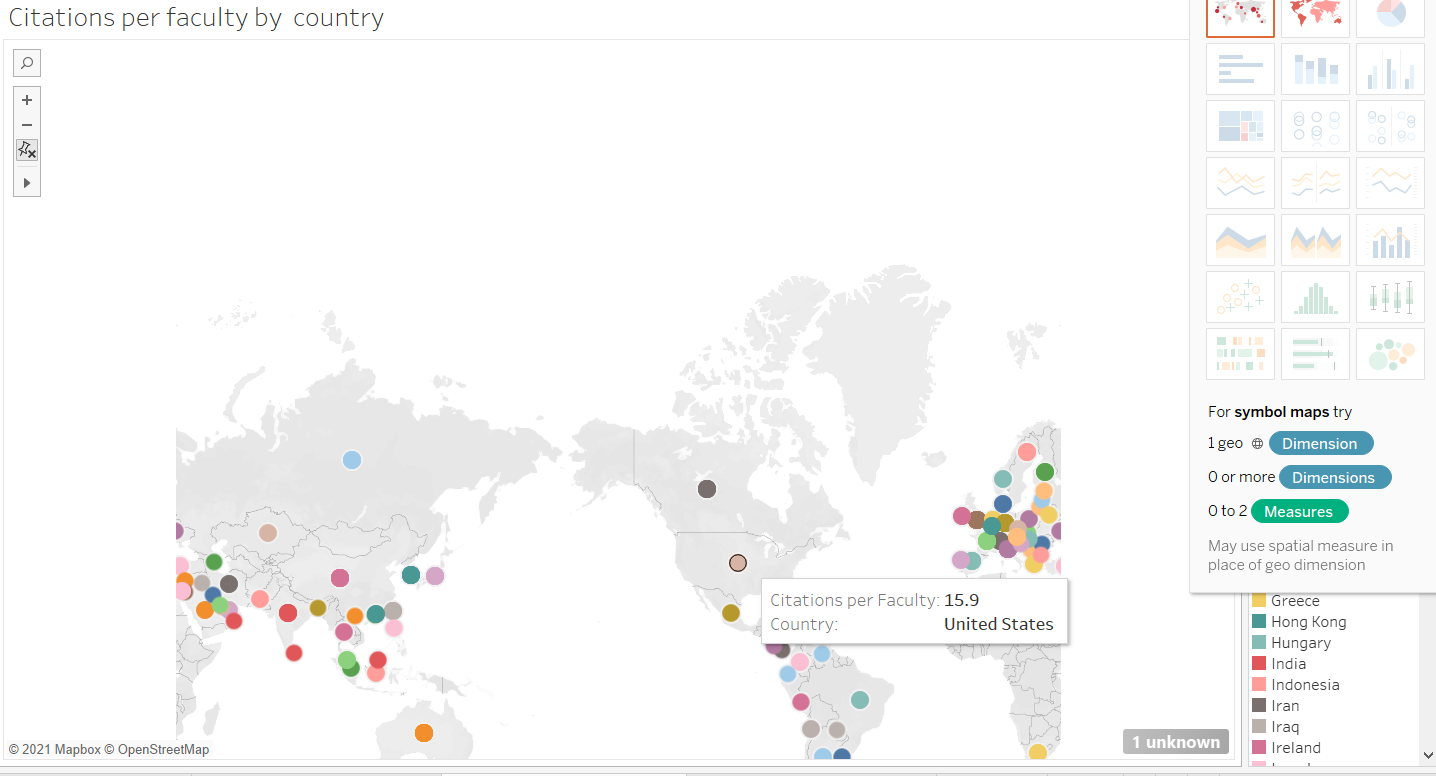 Citations per faculty by  country
For symbol maps try
1 geo Dimension
0 or more Dimensions
0 to 2 Measures
May use spatial measure in
place of geo dimension
Citations per Faculty: 15.9
Country: United States
Greece
Hong Kong
Hungary
India
Indonesia
Iran
Iraq
Ireland
1 unknown
© 2021 Mapbox © OpenStreetMap